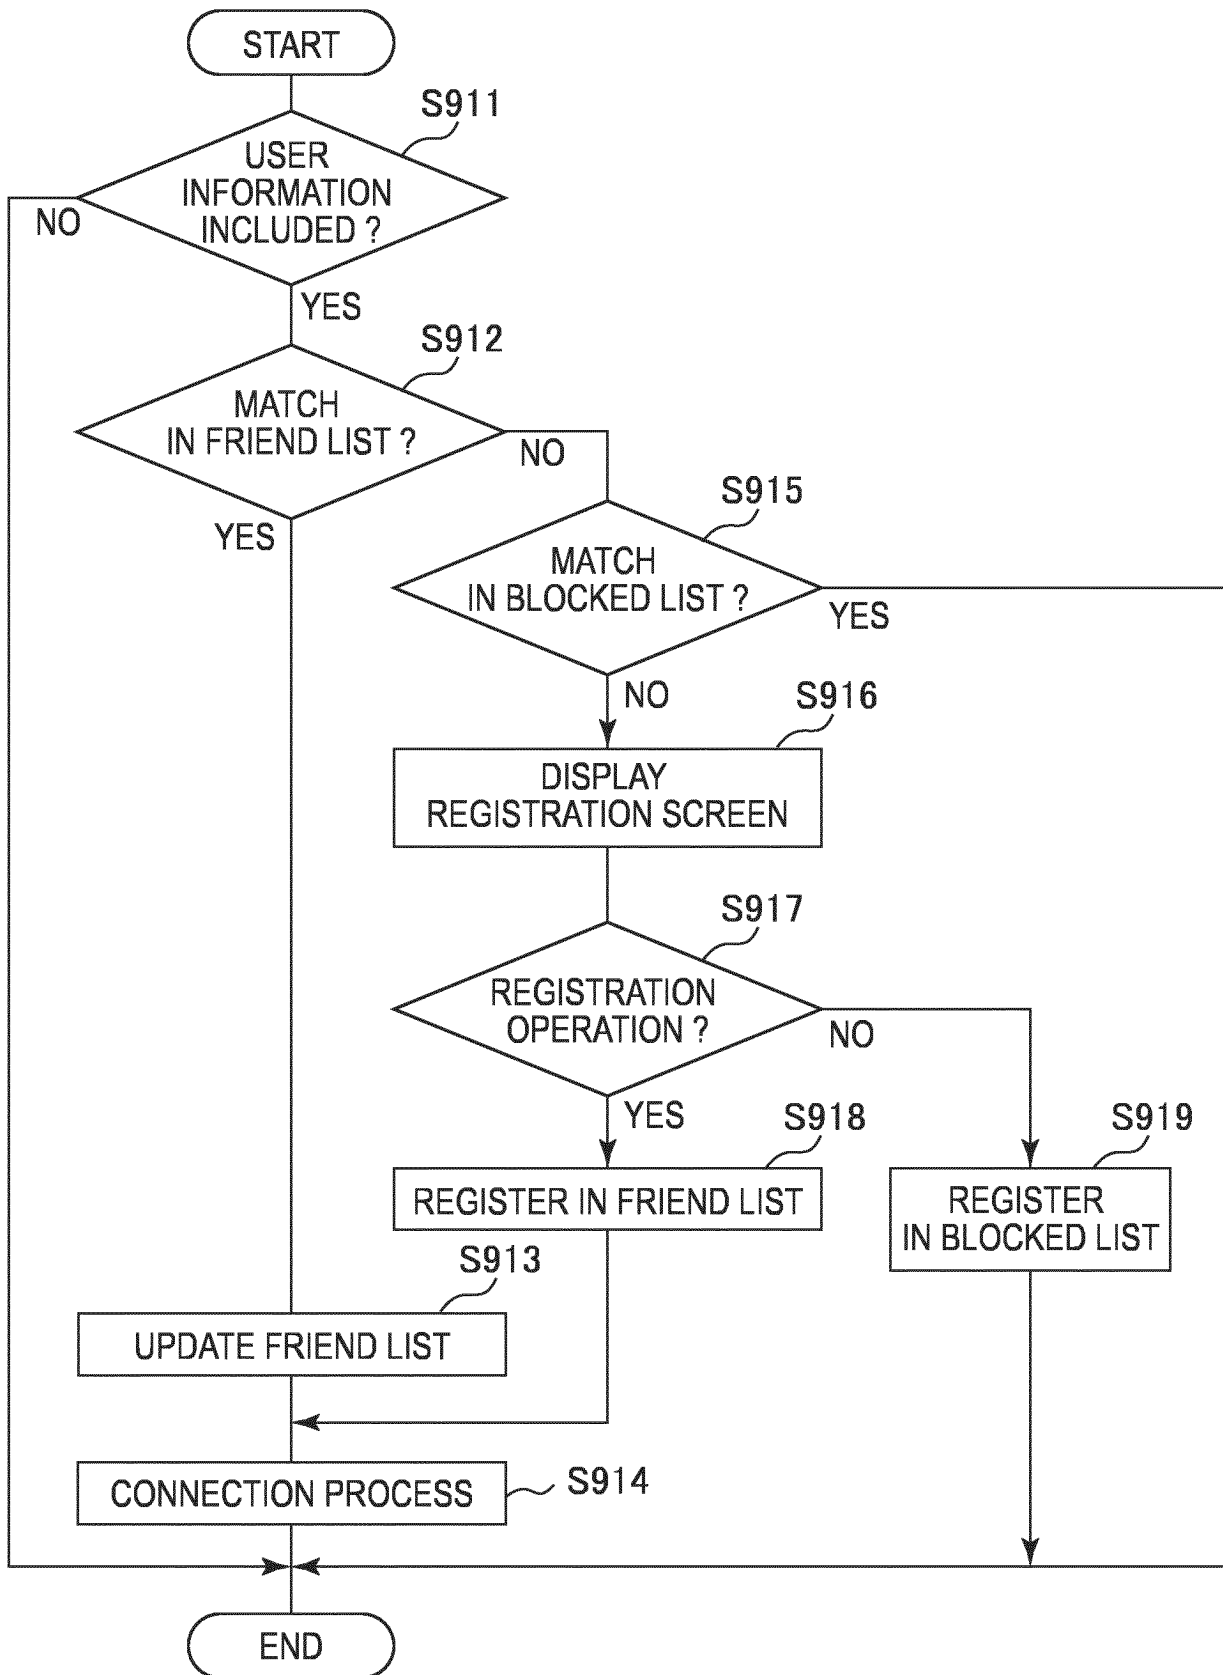 START
S911
USER
INFORMATION
INCLUDED ?
NO
YES
S912
MATCH
IN FRIEND LIST ?
NO
YES
S915
MATCH
IN BLOCKED LIST ?
YES
NO
S916
DISPLAY
REGISTRATION SCREEN
S917
REGISTRATION
OPERATION ?
NO
YES
S918
REGISTER IN FRIEND LIST
S919
REGISTER
IN BLOCKED LIST
S913
UPDATE FRIEND LIST
CONNECTION PROCESS
S914
END